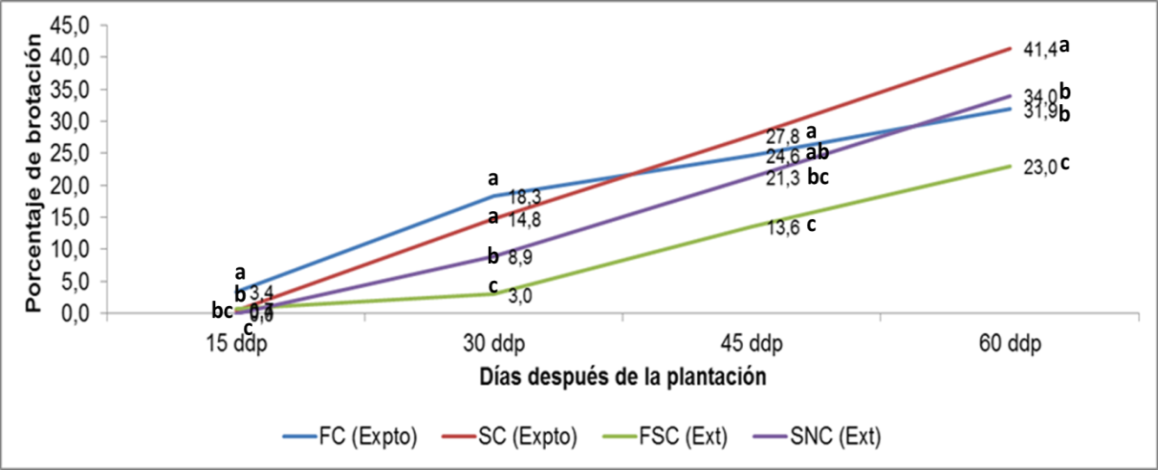 Porcentaje de brotación
45,0
40,0
35,0
30,0
25,0
20,0
15,0
10,0
5,0
0,0
a
3,4
b
bc
c
a
18,3
a 14,8
b 8,9
c
3,0
27,8 a
24,6 ab
21,3 bc
13,6 c
41,4 a
34,0 b
31,9 b
23,0 c
15 ddp 30 ddp 45 ddp 60 ddp
Días después de la plantación
FC (Expto) SC (Expto) FSC (Ext) SNC (Ext)